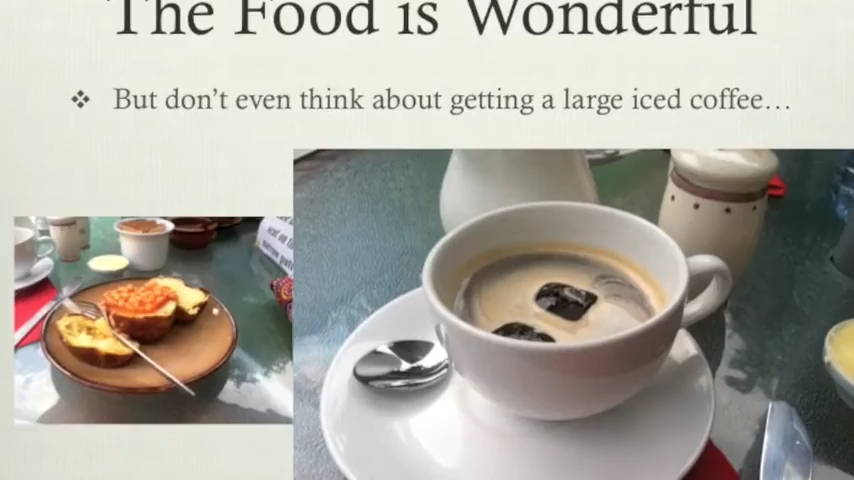 The Food is Wonderful
❖ But don't even think about getting a large iced coffee…